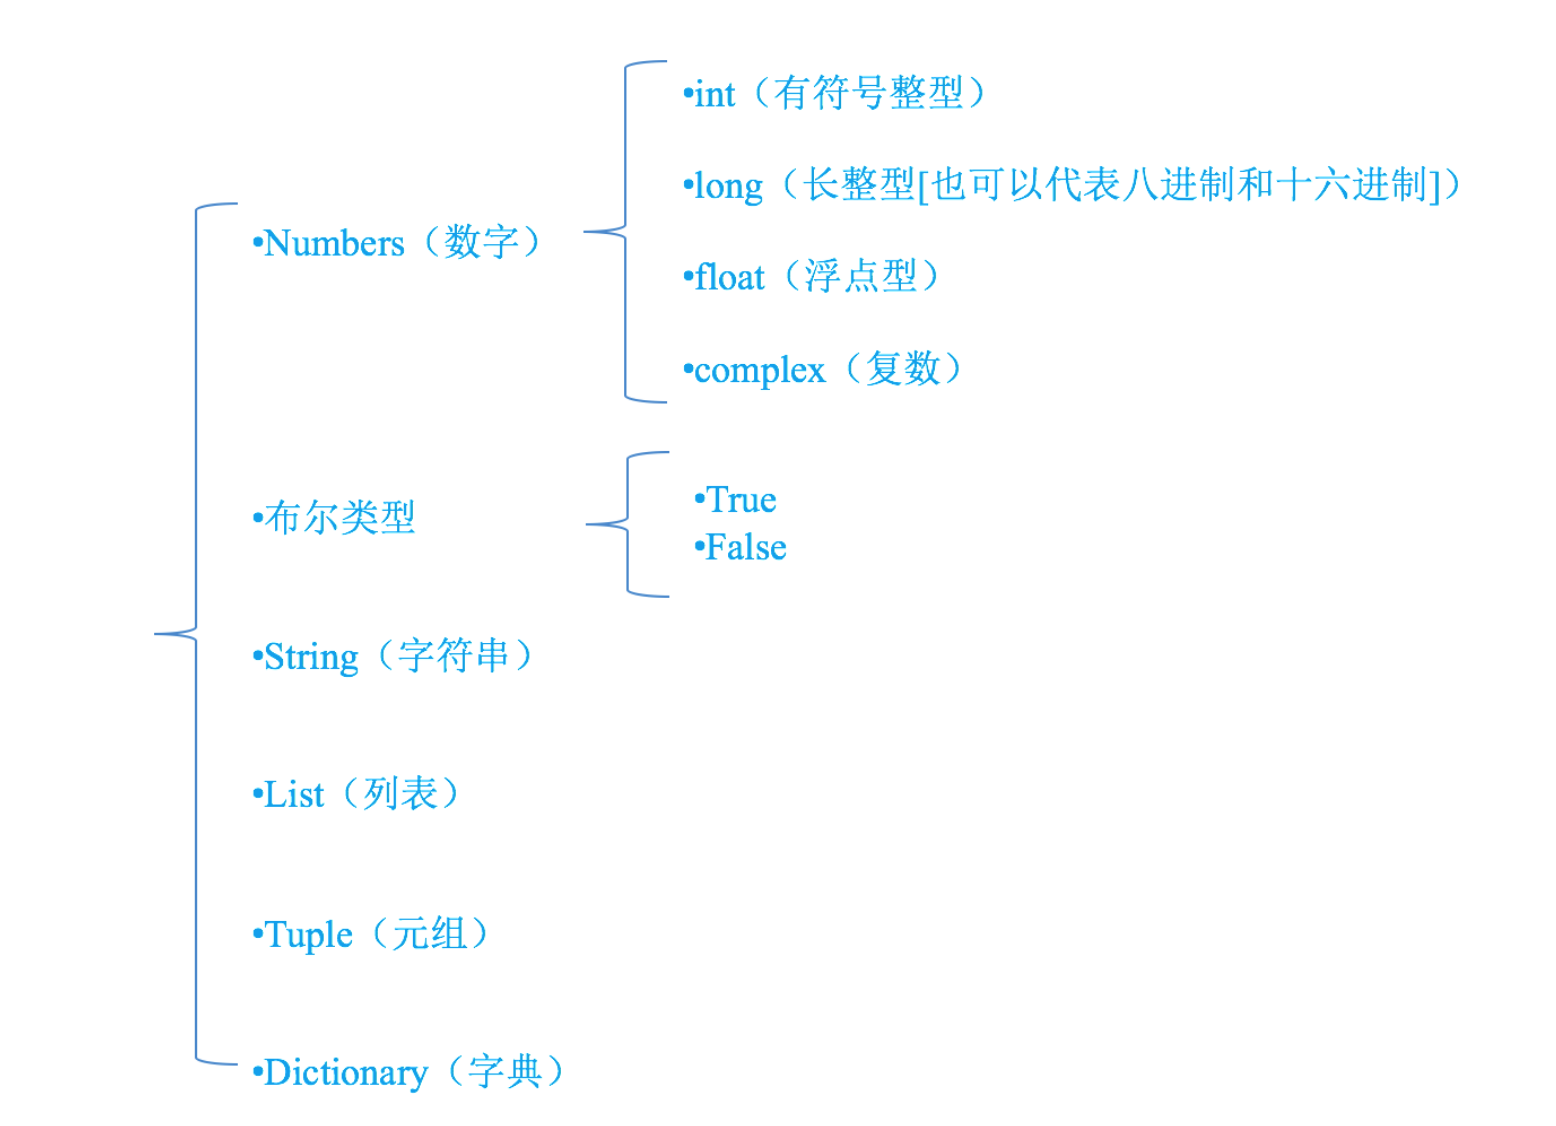 •int（有符号整型）
•long（长整型[也可以代表八进制和十六进制]）
•Numbers（数字）
•float（浮点型）
•complex（复数）
•布尔类型
•True
•False
•String（字符串）
•List（列表）
•Tuple（元组）
•Dictionary（字典）